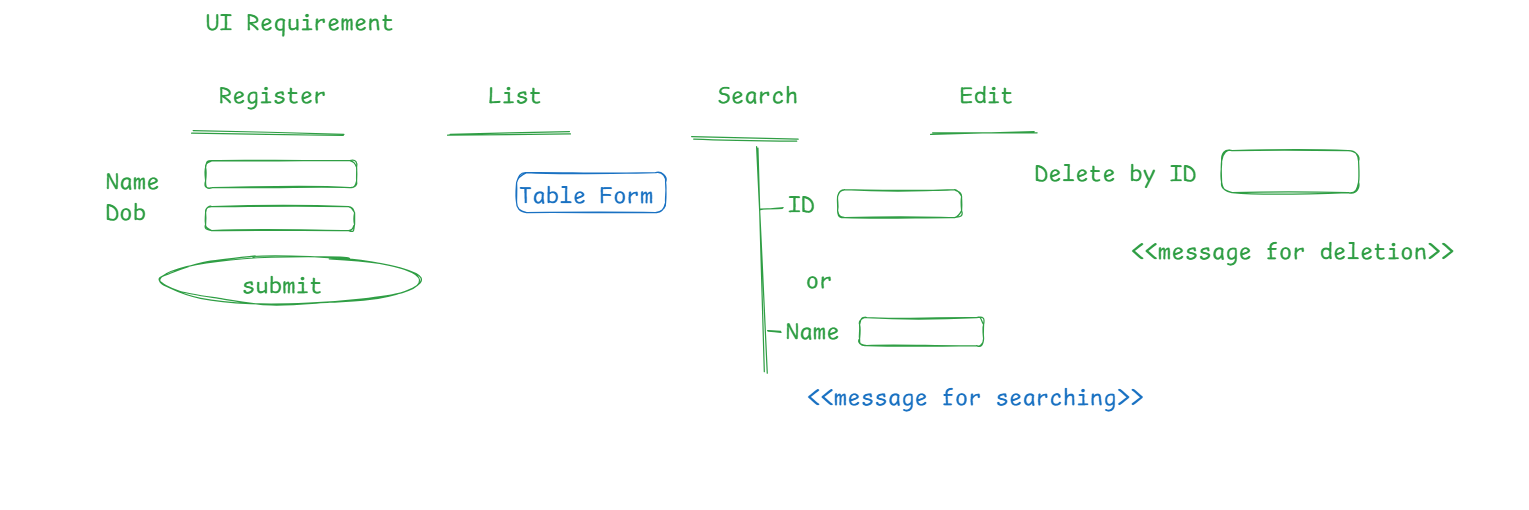 UI Requirement
Register
List
Search
Edit
Name
Dob
submit
Table Form
ID
or
Name
<<message for searching>>
Delete by ID
<<message for deletion>>